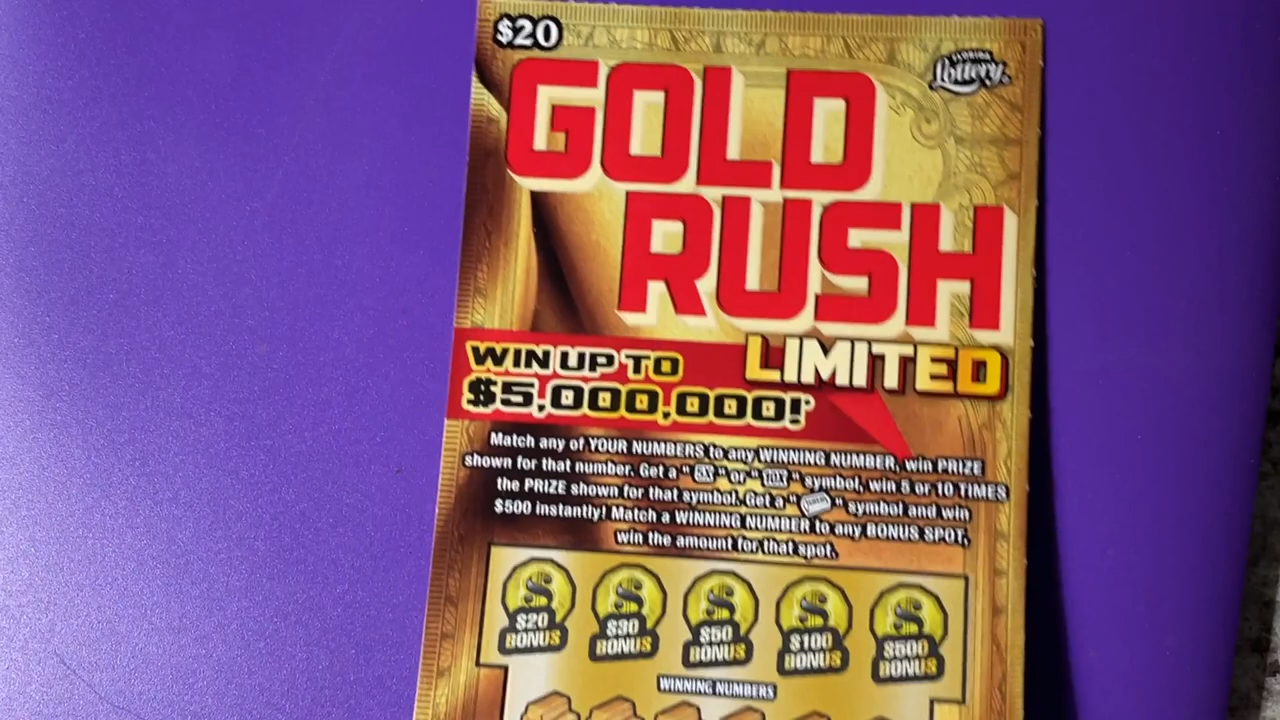 $20
FLORIDA
Lottery
GOLD
RUSH
LIMITED
WIN UP TO
$5,000,000!*
Match any of YOUR NUMBERS to any WINNING NUMBER, win PRIZE
shown for that number. Get a "5X" or "10X" symbol, win 5 or 10 TIMES
the PRIZE shown for that symbol. Get a " " symbol and win
$500 instantly! Match a WINNING NUMBER to any BONUS SPOT,
win the amount for that spot.
$20 BONUS
$30 BONUS
$50 BONUS
$100 BONUS
$500 BONUS
WINNING NUMBERS